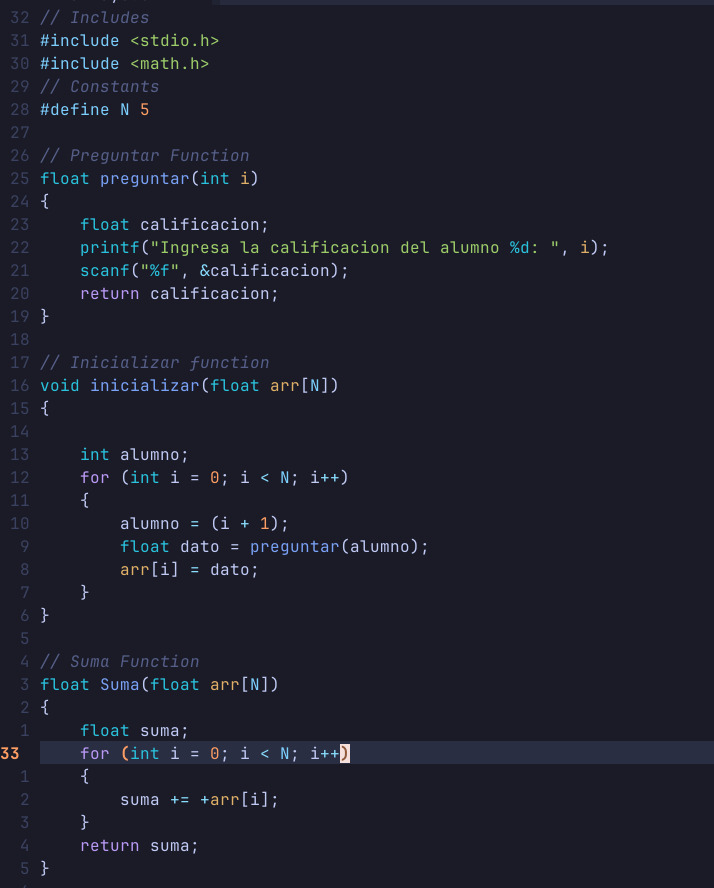 32 // Includes
31 #include <stdio.h>
30 #include <math.h>
29 // Constants
28 #define N 5
27
26 // Preguntar Function
25 float preguntar(int i)
24 {
23     float calificacion;
22     printf("Ingresa la calificacion del alumno %d: ", i);
21     scanf("%f", &calificacion);
20     return calificacion;
19 }
18
17 // Inicializar function
16 void inicializar(float arr[N])
15 {
14
13     int alumno;
12     for (int i = 0; i < N; i++)
11     {
10         alumno = (i + 1);
9         float dato = preguntar(alumno);
8         arr[i] = dato;
7     }
6 }
5
4 // Suma Function
3 float Suma(float arr[N])
2 {
1     float suma;
33     for (int i = 0; i < N; i++)
1     {
2         suma += +arr[i];
3     }
4     return suma;
5 }